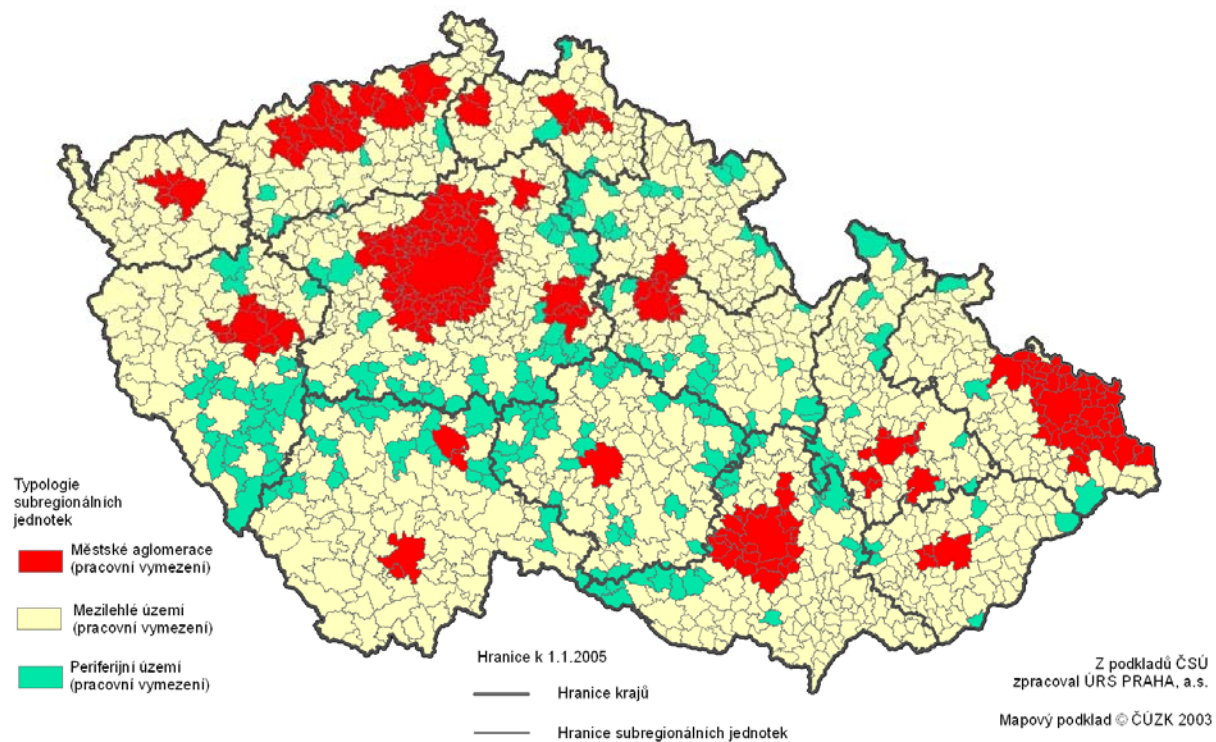 Typologie
subregionálních
jednotek
Městské aglomerace
(pracovní vymezení)
Mezilehlé území
(pracovní vymezení)
Periferijní území
(pracovní vymezení)
Hranice k 1.1.2005
Hranice krajů
Hranice subregionálních jednotek
Z podkladů ČSÚ
zpracoval ÚRS PRAHA, a.s.
Mapový podklad © ČÚZK 2003